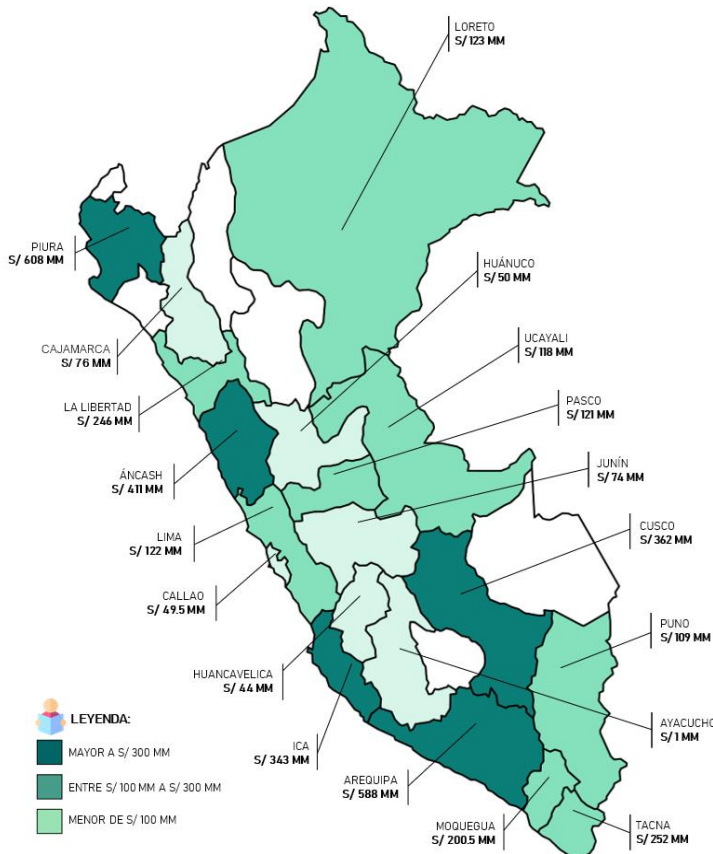 LORETO
S/ 123 MM
PIURA
S/ 608 MM
HUÁNUCO
S/ 50 MM
CAJAMARCA
S/ 76 MM
UCAYALI
S/ 118 MM
LA LIBERTAD
S/ 246 MM
PASCO
S/ 121 MM
ÁNCASH
S/ 411 MM
JUNÍN
S/ 74 MM
LIMA
S/ 122 MM
CUSCO
S/ 362 MM
CALLAO
S/ 49.5 MM
PUNO
S/ 109 MM
HUANCAVELICA
S/ 44 MM
AYACUCHO
S/ 1 MM
ICA
S/ 343 MM
AREQUIPA
S/ 588 MM
MOQUEGUA
S/ 200.5 MM
TACNA
S/ 252 MM
LEYENDA:
MAYOR A S/ 300 MM
ENTRE S/ 100 MM A S/ 300 MM
MENOR DE S/ 100 MM